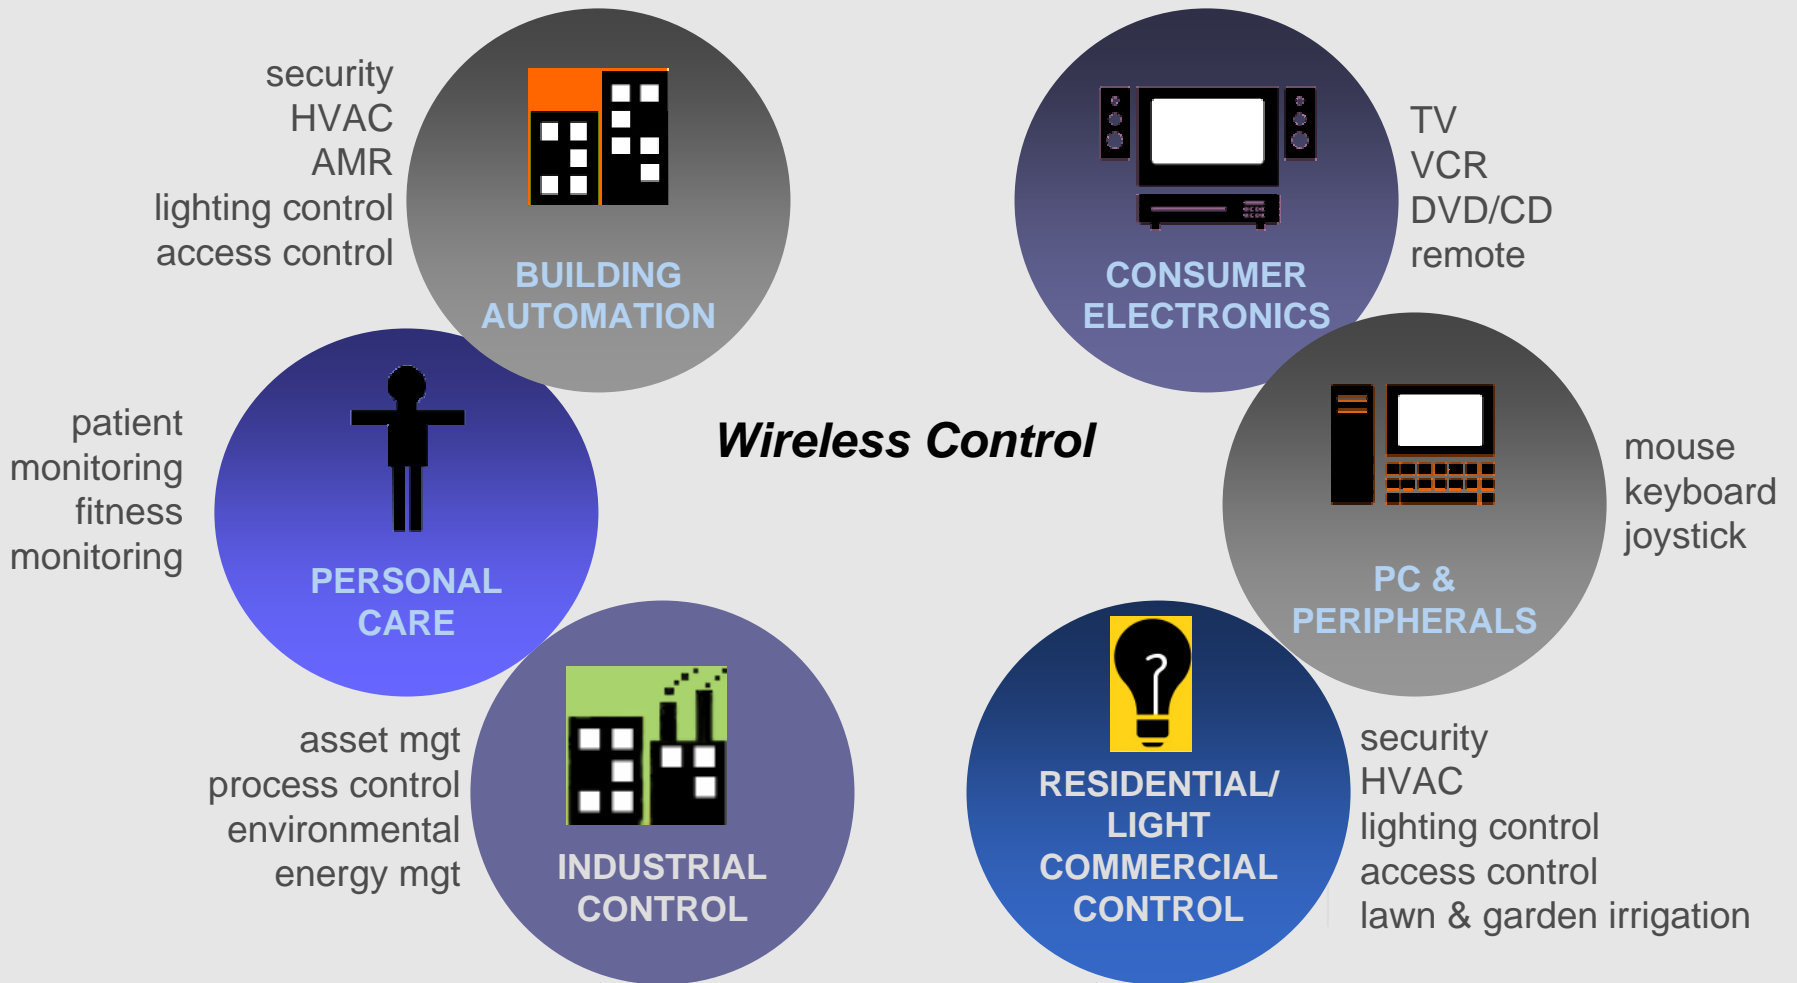 security
HVAC
AMR
lighting control
access control
BUILDING
AUTOMATION
TV
VCR
DVD/CD
remote
CONSUMER
ELECTRONICS
Wireless Control
patient
monitoring
fitness
monitoring
PERSONAL
CARE
mouse
keyboard
joystick
PC &
PERIPHERALS
asset mgt
process control
environmental
energy mgt
INDUSTRIAL
CONTROL
RESIDENTIAL/
LIGHT
COMMERCIAL
CONTROL
security
HVAC
lighting control
access control
lawn & garden irrigation